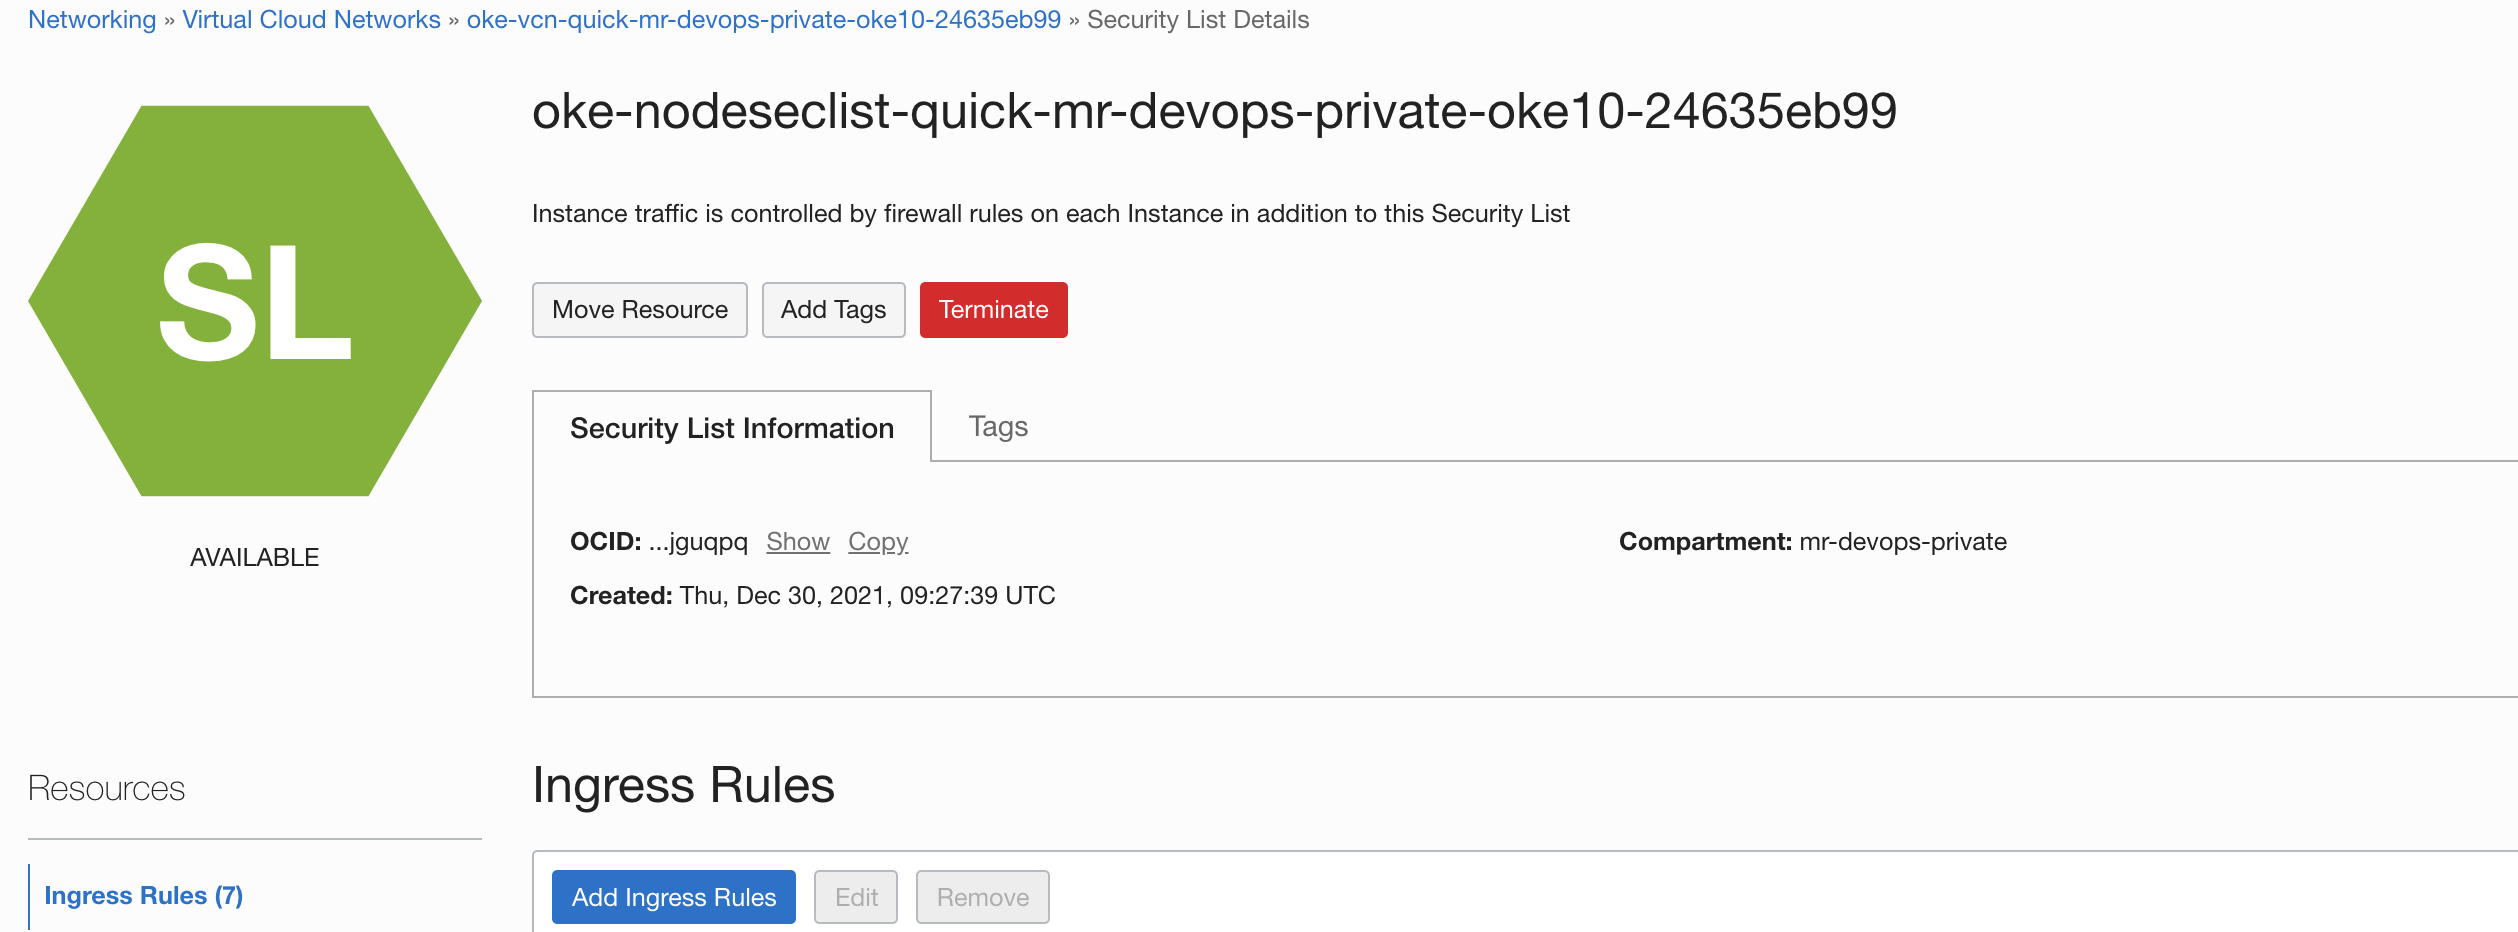 Networking » Virtual Cloud Networks » oke-vcn-quick-mr-devops-private-oke10-24635eb99 » Security List Details
SL
AVAILABLE
oke-nodeseclist-quick-mr-devops-private-oke10-24635eb99
Instance traffic is controlled by firewall rules on each Instance in addition to this Security List
Move Resource Add Tags Terminate
Security List Information Tags
OCID: ...jguqpq Show Copy Compartment: mr-devops-private
Created: Thu, Dec 30, 2021, 09:27:39 UTC
Resources
Ingress Rules (7)
Ingress Rules
Add Ingress Rules Edit Remove